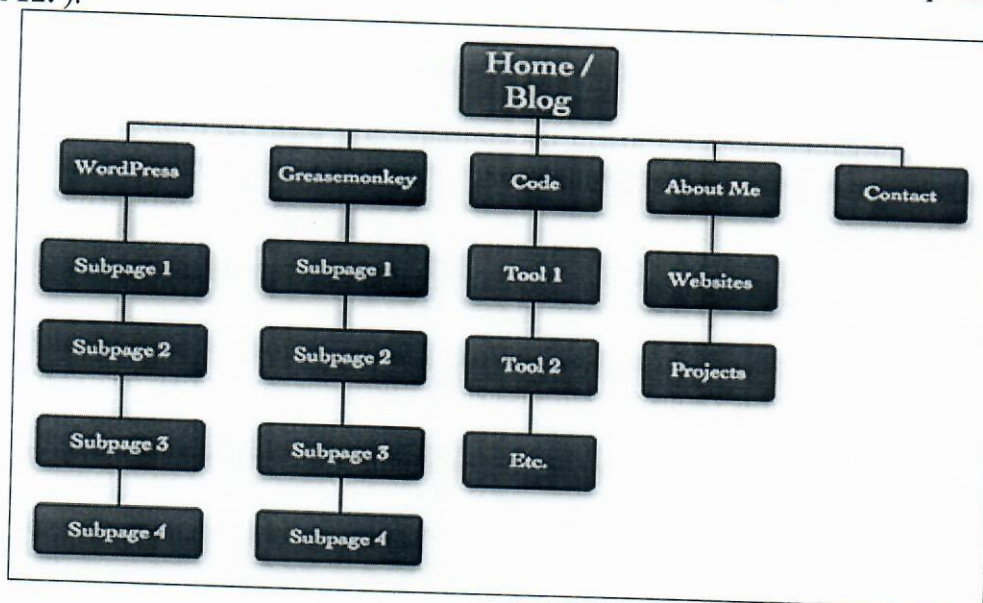 Home /
Blog
WordPress
Greasemonkey
Code
About Me
Contact
Subpage 1
Subpage 1
Tool 1
Websites
Subpage 2
Subpage 2
Tool 2
Projects
Subpage 3
Subpage 3
Etc.
Subpage 4
Subpage 4